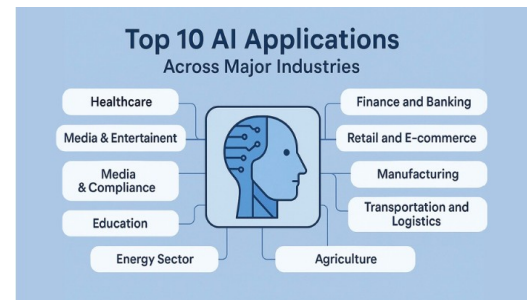 Top 10 AI Applications
Across Major Industries
Healthcare
Media & Entertainent
Media
& Compliance
Education
Energy Sector
Finance and Banking
Retail and E-commerce
Manufacturing
Transportation and
Logistics
Agriculture